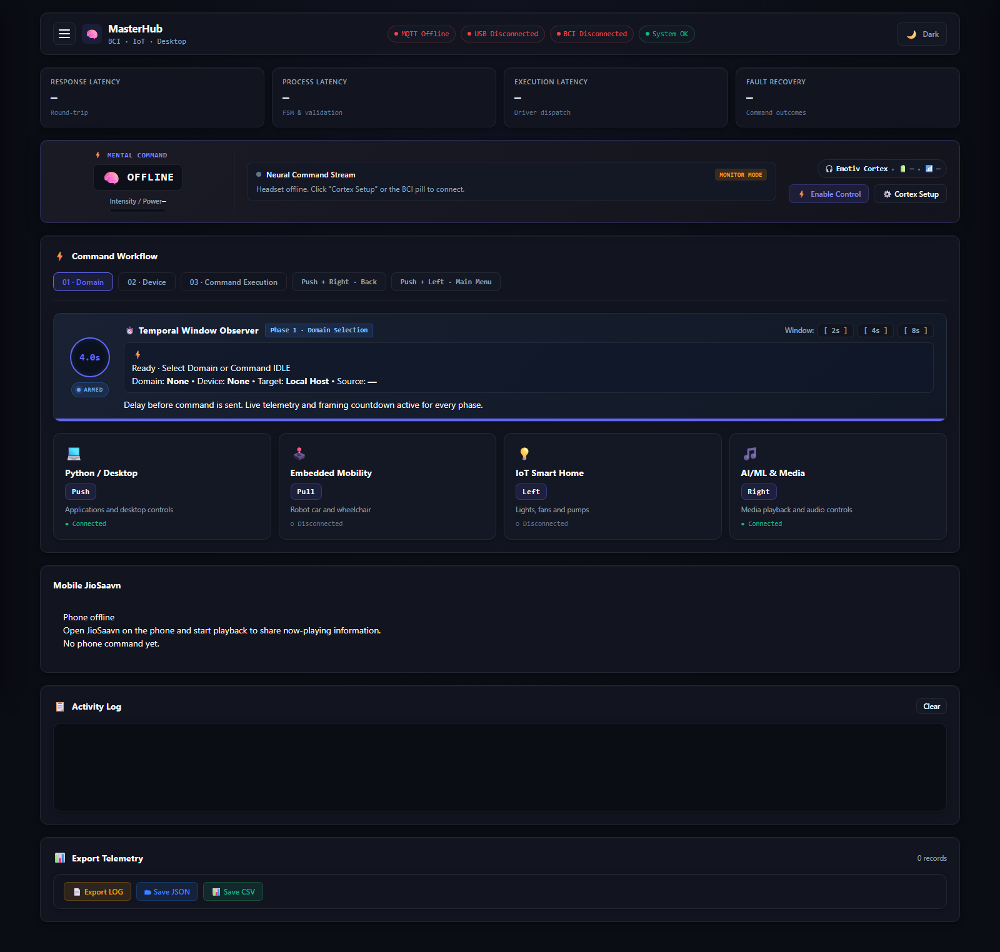 MasterHub
BCI · IoT · Desktop
MQTT Offline
USB Disconnected
BCI Disconnected
System OK
Dark
RESPONSE LATENCY
—
Round-trip
PROCESS LATENCY
—
FSM & validation
EXECUTION LATENCY
—
Driver dispatch
FAULT RECOVERY
—
Command outcomes
MENTAL COMMAND
OFFLINE
Intensity / Power—
Neural Command Stream
MONITOR MODE
Headset offline. Click "Cortex Setup" or the BCI pill to connect.
Emotiv Cortex • — • —
Enable Control
Cortex Setup
Command Workflow
01 · Domain
02 · Device
03 · Command Execution
Push + Right · Back
Push + Left · Main Menu
4.0s
ARMED
Temporal Window Observer
Phase 1 · Domain Selection
Window:
[ 2s ]
[ 4s ]
[ 8s ]
Ready · Select Domain or Command IDLE
Domain: None • Device: None • Target: Local Host • Source: —
Delay before command is sent. Live telemetry and framing countdown active for every phase.
Python / Desktop
Push
Applications and desktop controls
● Connected
Embedded Mobility
Pull
Robot car and wheelchair
○ Disconnected
IoT Smart Home
Left
Lights, fans and pumps
○ Disconnected
AI/ML & Media
Right
Media playback and audio controls
● Connected
Mobile JioSaavn
Phone offline
Open JioSaavn on the phone and start playback to share now-playing information.
No phone command yet.
Activity Log
Clear
Export Telemetry
0 records
Export LOG
Save JSON
Save CSV